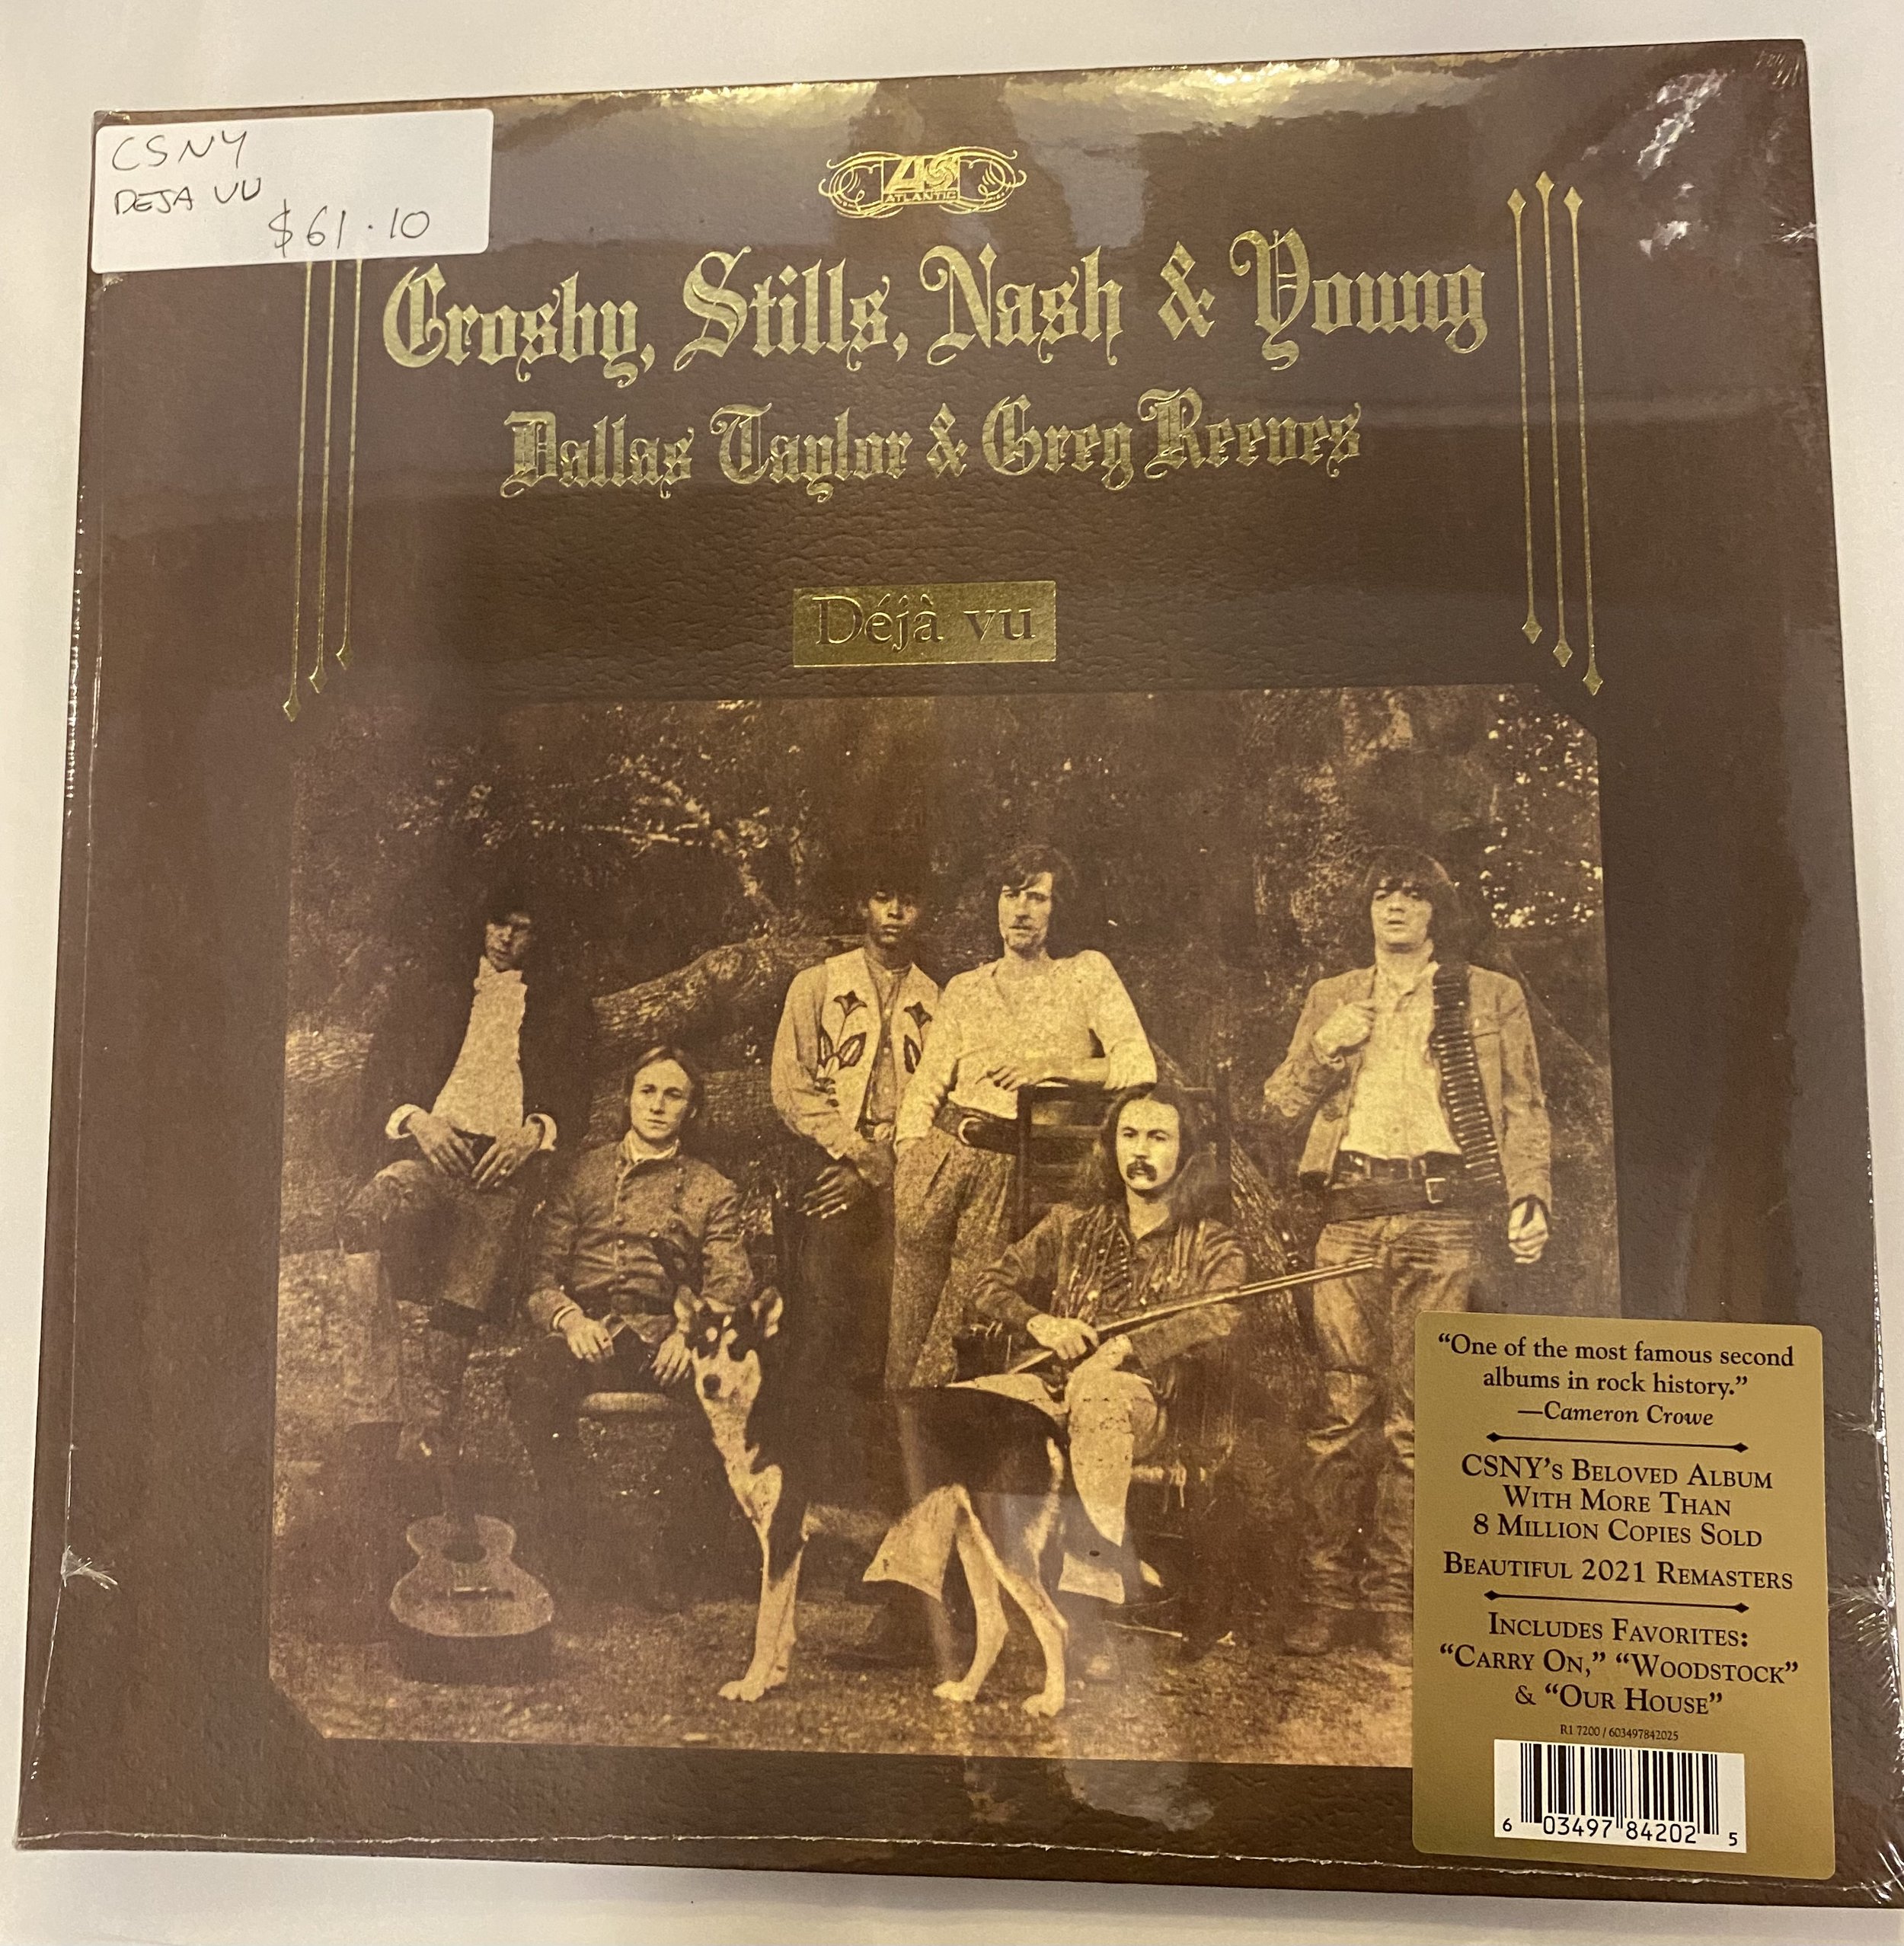 CSNY
DEJA VU
$61.10
ATLANTIC
Crosby, Stills, Nash & Young
Dallas Taylor & Greg Reeves
Déjà vu
“One of the most famous second
albums in rock history.”
—Cameron Crowe
CSNY’s Beloved Album
With More Than
8 Million Copies Sold
Beautiful 2021 Remasters
Includes Favorites:
“Carry On,” “Woodstock”
& “Our House”
R1 7200 / 603497842025
6 03497 84202 5